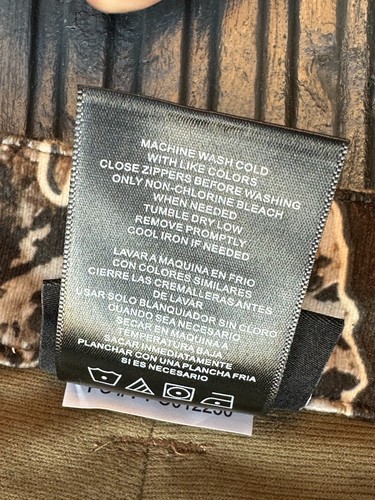 MACHINE WASH COLD
WITH LIKE COLORS
CLOSE ZIPPERS BEFORE WASHING
ONLY NON-CHLORINE BLEACH
WHEN NEEDED
TUMBLE DRY LOW
REMOVE PROMPTLY
COOL IRON IF NEEDED
LAVAR A MAQUINA EN FRIO
CON COLORES SIMILARES
CIERRE LAS CREMALLERAS ANTES
DE LAVAR
USAR SOLO BLANQUADOR SIN CLORO
CUANDO SEA NECESARIO
SECAR EN MAQUINA A
TEMPERATURA BAJA
SACAR INMEDIATAMENTE
PLANCHAR CON UNA PLANCHA FRIA
SI ES NECESARIO